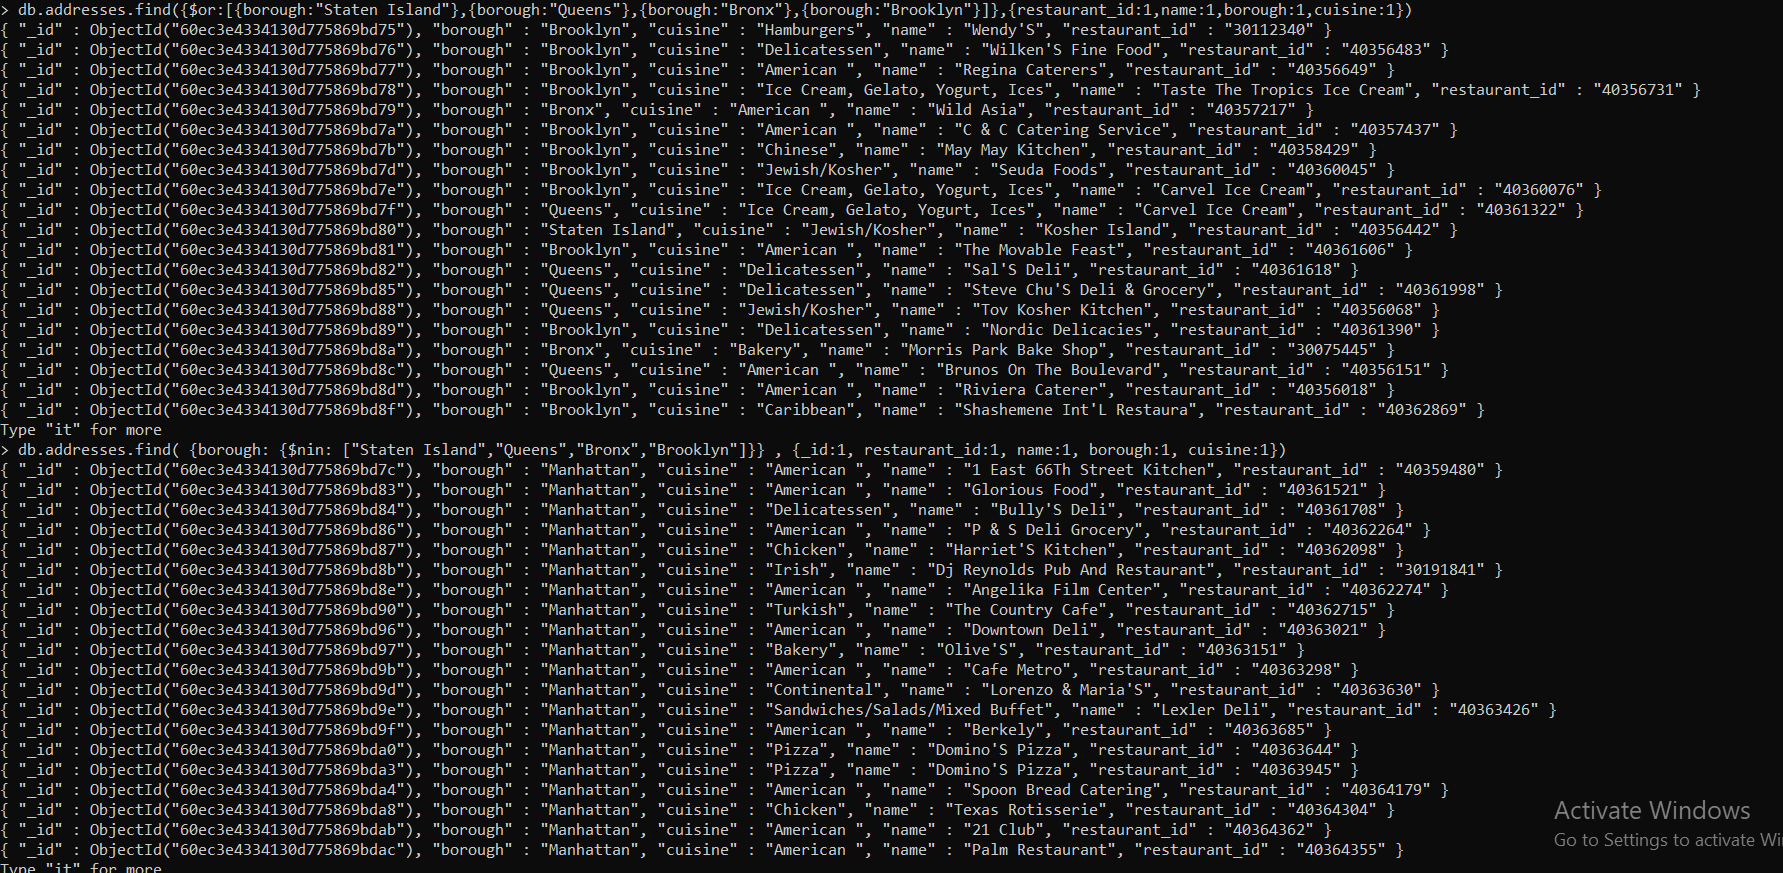 > db.addresses.find({$or:[{borough:"Staten Island"},{borough:"Queens"},{borough:"Bronx"},{borough:"Brooklyn"}]},{restaurant_id:1,name:1,borough:1,cuisine:1})
{ "_id" : ObjectId("60ec3e4334130d775869bd75"), "borough" : "Brooklyn", "cuisine" : "Hamburgers", "name" : "Wendy'S", "restaurant_id" : "30112340" }
{ "_id" : ObjectId("60ec3e4334130d775869bd76"), "borough" : "Brooklyn", "cuisine" : "Delicatessen", "name" : "Wilken'S Fine Food", "restaurant_id" : "40356483" }
{ "_id" : ObjectId("60ec3e4334130d775869bd77"), "borough" : "Brooklyn", "cuisine" : "American ", "name" : "Regina Caterers", "restaurant_id" : "40356649" }
{ "_id" : ObjectId("60ec3e4334130d775869bd78"), "borough" : "Brooklyn", "cuisine" : "Ice Cream, Gelato, Yogurt, Ices", "name" : "Taste The Tropics Ice Cream", "restaurant_id" : "40356731" }
{ "_id" : ObjectId("60ec3e4334130d775869bd79"), "borough" : "Bronx", "cuisine" : "American ", "name" : "Wild Asia", "restaurant_id" : "40357217" }
{ "_id" : ObjectId("60ec3e4334130d775869bd7a"), "borough" : "Brooklyn", "cuisine" : "American ", "name" : "C & C Catering Service", "restaurant_id" : "40357437" }
{ "_id" : ObjectId("60ec3e4334130d775869bd7b"), "borough" : "Brooklyn", "cuisine" : "Chinese", "name" : "May May Kitchen", "restaurant_id" : "40358429" }
{ "_id" : ObjectId("60ec3e4334130d775869bd7d"), "borough" : "Brooklyn", "cuisine" : "Jewish/Kosher", "name" : "Seuda Foods", "restaurant_id" : "40360045" }
{ "_id" : ObjectId("60ec3e4334130d775869bd7e"), "borough" : "Brooklyn", "cuisine" : "Ice Cream, Gelato, Yogurt, Ices", "name" : "Carvel Ice Cream", "restaurant_id" : "40360076" }
{ "_id" : ObjectId("60ec3e4334130d775869bd7f"), "borough" : "Queens", "cuisine" : "Ice Cream, Gelato, Yogurt, Ices", "name" : "Carvel Ice Cream", "restaurant_id" : "40361322" }
{ "_id" : ObjectId("60ec3e4334130d775869bd80"), "borough" : "Staten Island", "cuisine" : "Jewish/Kosher", "name" : "Kosher Island", "restaurant_id" : "40356442" }
{ "_id" : ObjectId("60ec3e4334130d775869bd81"), "borough" : "Brooklyn", "cuisine" : "American ", "name" : "The Movable Feast", "restaurant_id" : "40361606" }
{ "_id" : ObjectId("60ec3e4334130d775869bd82"), "borough" : "Queens", "cuisine" : "Delicatessen", "name" : "Sal'S Deli", "restaurant_id" : "40361618" }
{ "_id" : ObjectId("60ec3e4334130d775869bd85"), "borough" : "Queens", "cuisine" : "Delicatessen", "name" : "Steve Chu'S Deli & Grocery", "restaurant_id" : "40361998" }
{ "_id" : ObjectId("60ec3e4334130d775869bd88"), "borough" : "Queens", "cuisine" : "Jewish/Kosher", "name" : "Tov Kosher Kitchen", "restaurant_id" : "40356068" }
{ "_id" : ObjectId("60ec3e4334130d775869bd89"), "borough" : "Brooklyn", "cuisine" : "Delicatessen", "name" : "Nordic Delicacies", "restaurant_id" : "40361390" }
{ "_id" : ObjectId("60ec3e4334130d775869bd8a"), "borough" : "Bronx", "cuisine" : "Bakery", "name" : "Morris Park Bake Shop", "restaurant_id" : "30075445" }
{ "_id" : ObjectId("60ec3e4334130d775869bd8c"), "borough" : "Queens", "cuisine" : "American ", "name" : "Brunos On The Boulevard", "restaurant_id" : "40356151" }
{ "_id" : ObjectId("60ec3e4334130d775869bd8d"), "borough" : "Brooklyn", "cuisine" : "American ", "name" : "Riviera Caterer", "restaurant_id" : "40356018" }
{ "_id" : ObjectId("60ec3e4334130d775869bd8f"), "borough" : "Brooklyn", "cuisine" : "Caribbean", "name" : "Shashemene Int'L Restaura", "restaurant_id" : "40362869" }
Type "it" for more
> db.addresses.find( {borough: {$nin: ["Staten Island","Queens","Bronx","Brooklyn"]}} , {_id:1, restaurant_id:1, name:1, borough:1, cuisine:1})
{ "_id" : ObjectId("60ec3e4334130d775869bd7c"), "borough" : "Manhattan", "cuisine" : "American ", "name" : "1 East 66Th Street Kitchen", "restaurant_id" : "40359480" }
{ "_id" : ObjectId("60ec3e4334130d775869bd83"), "borough" : "Manhattan", "cuisine" : "American ", "name" : "Glorious Food", "restaurant_id" : "40361521" }
{ "_id" : ObjectId("60ec3e4334130d775869bd84"), "borough" : "Manhattan", "cuisine" : "Delicatessen", "name" : "Bully'S Deli", "restaurant_id" : "40361708" }
{ "_id" : ObjectId("60ec3e4334130d775869bd86"), "borough" : "Manhattan", "cuisine" : "American ", "name" : "P & S Deli Grocery", "restaurant_id" : "40362264" }
{ "_id" : ObjectId("60ec3e4334130d775869bd87"), "borough" : "Manhattan", "cuisine" : "Chicken", "name" : "Harriet'S Kitchen", "restaurant_id" : "40362098" }
{ "_id" : ObjectId("60ec3e4334130d775869bd8b"), "borough" : "Manhattan", "cuisine" : "Irish", "name" : "Dj Reynolds Pub And Restaurant", "restaurant_id" : "30191841" }
{ "_id" : ObjectId("60ec3e4334130d775869bd8e"), "borough" : "Manhattan", "cuisine" : "American ", "name" : "Angelika Film Center", "restaurant_id" : "40362274" }
{ "_id" : ObjectId("60ec3e4334130d775869bd90"), "borough" : "Manhattan", "cuisine" : "Turkish", "name" : "The Country Cafe", "restaurant_id" : "40362715" }
{ "_id" : ObjectId("60ec3e4334130d775869bd96"), "borough" : "Manhattan", "cuisine" : "American ", "name" : "Downtown Deli", "restaurant_id" : "40363021" }
{ "_id" : ObjectId("60ec3e4334130d775869bd97"), "borough" : "Manhattan", "cuisine" : "Bakery", "name" : "Olive'S", "restaurant_id" : "40363151" }
{ "_id" : ObjectId("60ec3e4334130d775869bd9b"), "borough" : "Manhattan", "cuisine" : "American ", "name" : "Cafe Metro", "restaurant_id" : "40363298" }
{ "_id" : ObjectId("60ec3e4334130d775869bd9d"), "borough" : "Manhattan", "cuisine" : "Continental", "name" : "Lorenzo & Maria'S", "restaurant_id" : "40363630" }
{ "_id" : ObjectId("60ec3e4334130d775869bd9e"), "borough" : "Manhattan", "cuisine" : "Sandwiches/Salads/Mixed Buffet", "name" : "Lexler Deli", "restaurant_id" : "40363426" }
{ "_id" : ObjectId("60ec3e4334130d775869bd9f"), "borough" : "Manhattan", "cuisine" : "American ", "name" : "Berkely", "restaurant_id" : "40363685" }
{ "_id" : ObjectId("60ec3e4334130d775869bda0"), "borough" : "Manhattan", "cuisine" : "Pizza", "name" : "Domino'S Pizza", "restaurant_id" : "40363644" }
{ "_id" : ObjectId("60ec3e4334130d775869bda3"), "borough" : "Manhattan", "cuisine" : "Pizza", "name" : "Domino'S Pizza", "restaurant_id" : "40363945" }
{ "_id" : ObjectId("60ec3e4334130d775869bda4"), "borough" : "Manhattan", "cuisine" : "American ", "name" : "Spoon Bread Catering", "restaurant_id" : "40364179" }
{ "_id" : ObjectId("60ec3e4334130d775869bda8"), "borough" : "Manhattan", "cuisine" : "Chicken", "name" : "Texas Rotisserie", "restaurant_id" : "40364304" }
{ "_id" : ObjectId("60ec3e4334130d775869bdab"), "borough" : "Manhattan", "cuisine" : "American ", "name" : "21 Club", "restaurant_id" : "40364362" }
{ "_id" : ObjectId("60ec3e4334130d775869bdac"), "borough" : "Manhattan", "cuisine" : "American ", "name" : "Palm Restaurant", "restaurant_id" : "40364355" }
Type "it" for more
Activate Windows
Go to Settings to activate Wi